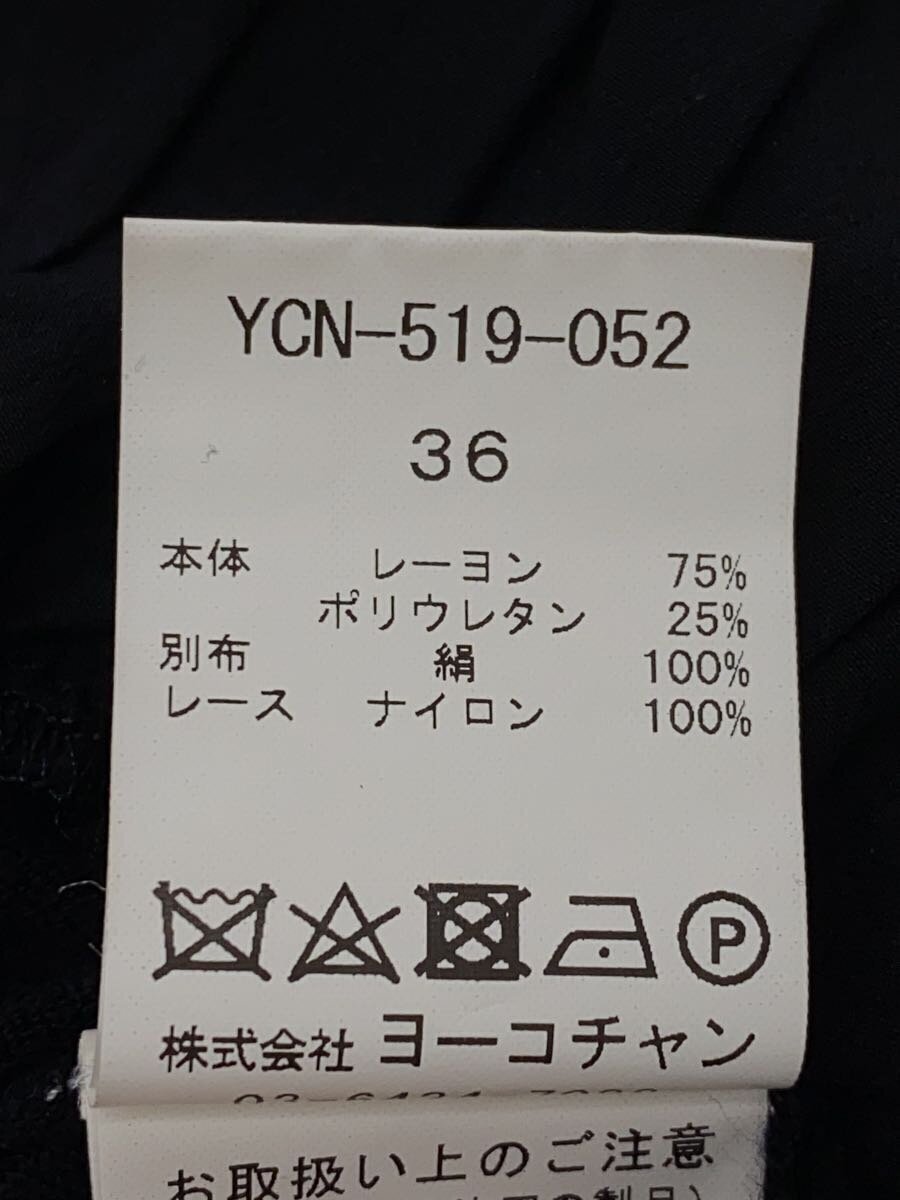 YCN-519-052
36
本体 レーヨン 75%
ポリウレタン 25%
別布 絹 100%
レース ナイロン 100%
P
株式会社 ヨーコチャン
お取扱い上のご注意